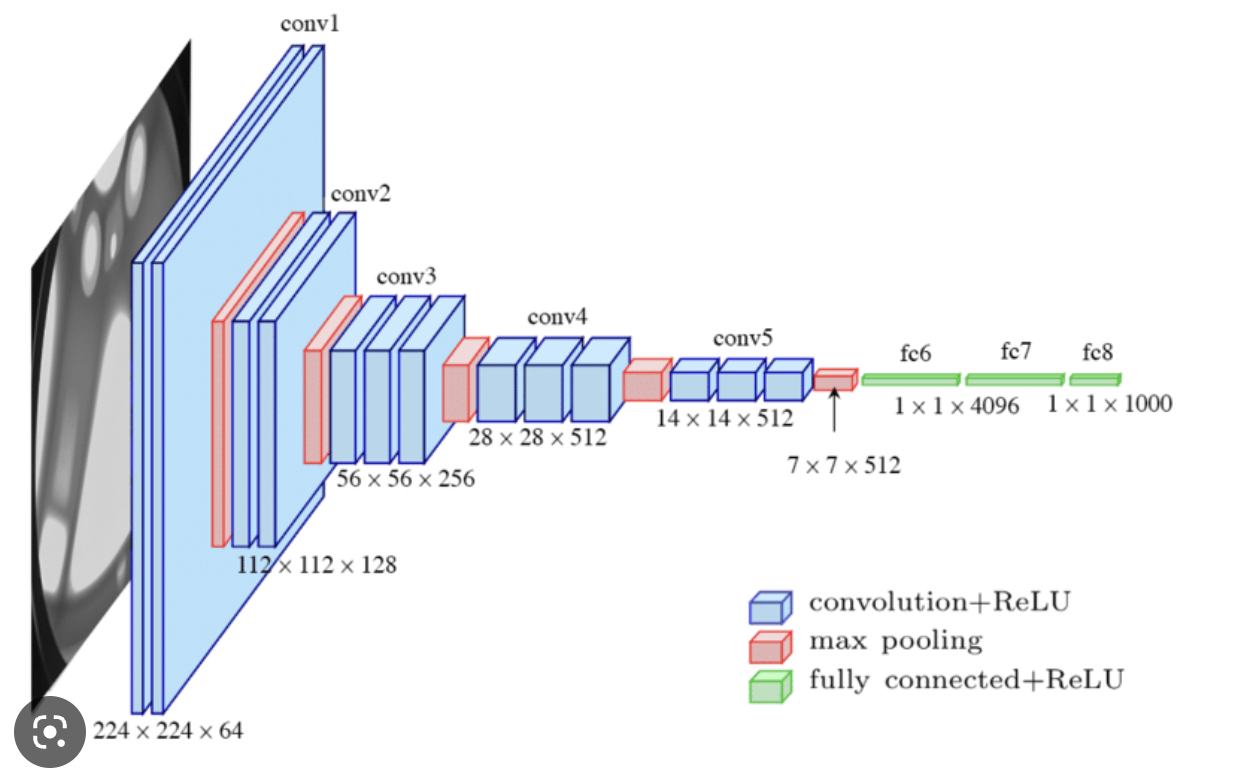 conv1
conv2
conv3
conv4
conv5
fc6
fc7
fc8
1 × 1 × 4096
1 × 1 × 1000
14 × 14 × 512
28 × 28 × 512
7 × 7 × 512
56 × 56 × 256
112 × 112 × 128
224 × 224 × 64
convolution+ReLU
max pooling
fully connected+ReLU